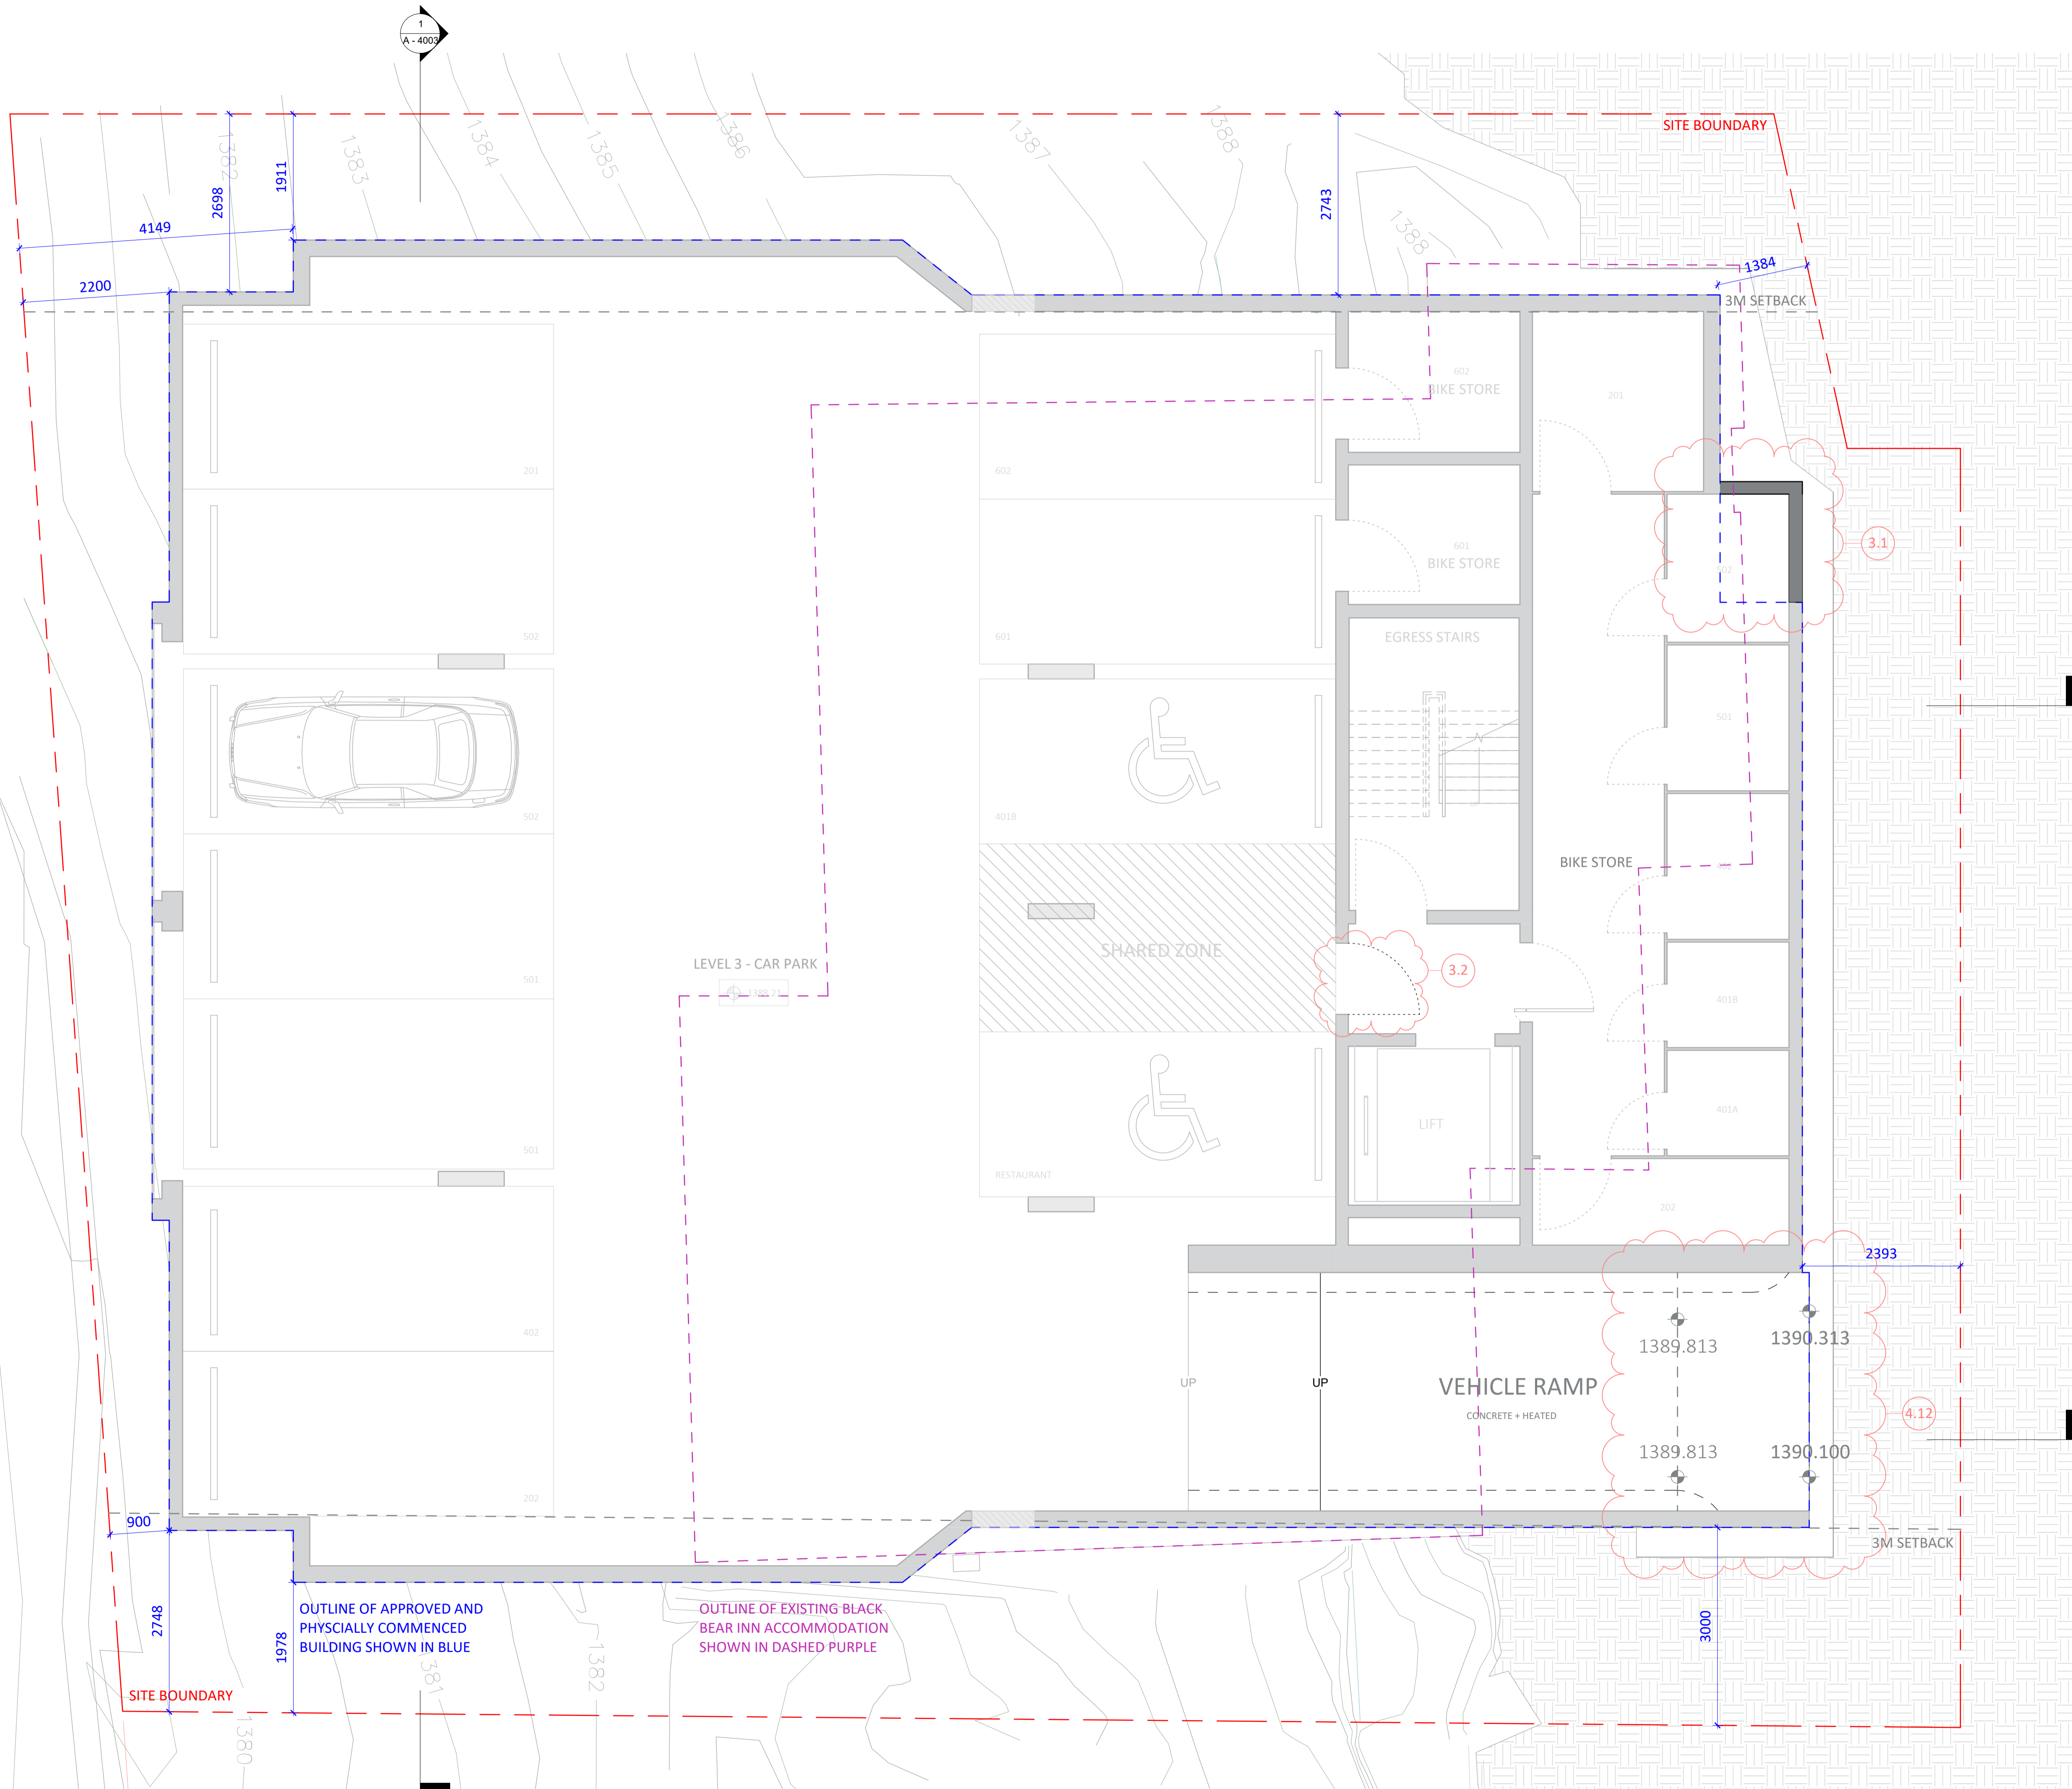 1
A - 4003
SITE BOUNDARY
1382
1383
1384
1385
1386
1387
1388
1388
2698
1911
4149
2200
2743
1384
3M SETBACK
201
502
502
501
501
402
202
602
601
401B
SHARED ZONE
RESTAURANT
LEVEL 3 - CAR PARK
1388.21
602
BIKE STORE
601
BIKE STORE
EGRESS STAIRS
LIFT
201
502
501
BIKE STORE
402
401B
401A
202
3.1
3.2
4.12
2393
UP
UP
VEHICLE RAMP
CONCRETE + HEATED
1389.813
1390.313
1389.813
1390.100
3M SETBACK
900
2748
1978
3000
OUTLINE OF APPROVED AND
PHYSCIALLY COMMENCED
BUILDING SHOWN IN BLUE
OUTLINE OF EXISTING BLACK
BEAR INN ACCOMMODATION
SHOWN IN DASHED PURPLE
SITE BOUNDARY
1380
1381
1382